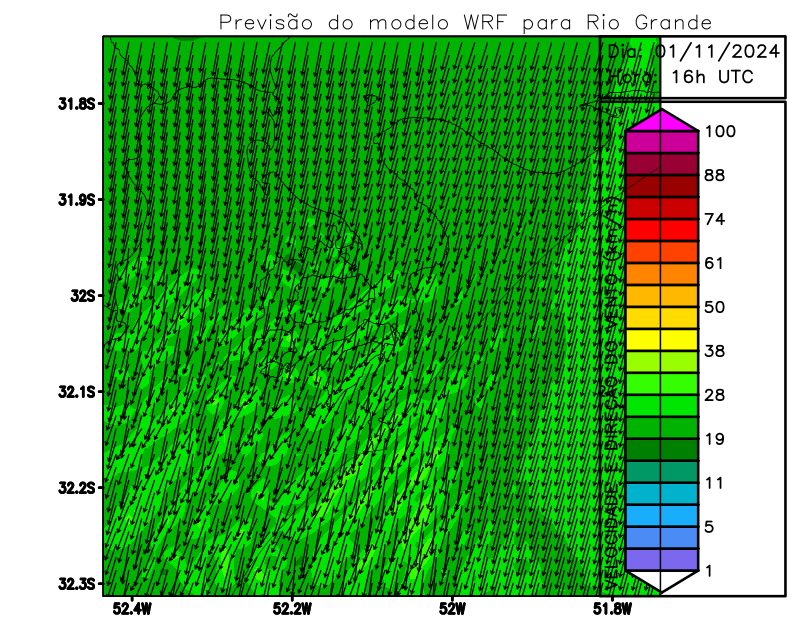 Previsão do modelo WRF para Rio Grande
Dia: 01/11/2024
Hora: 16h UTC
31.8S
31.9S
32S
32.1S
32.2S
32.3S
52.4W
52.2W
52W
51.8W
100
88
74
61
50
38
28
19
11
5
1
VELOCIDADE E DIREÇÃO DO VENTO (km/h)